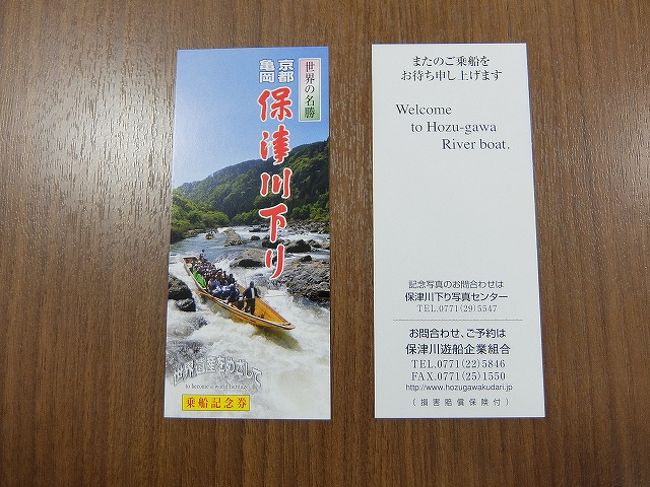 世界の名勝
京都
亀岡
保津川下り
世界遺産をめざして
to become a world heritage
乗船記念券
またのご乗船を
お待ち申し上げます
Welcome
to Hozu-gawa
River boat.
記念写真のお問合わせは
保津川下り写真センター
TEL.0771(29)5547
お問合わせ、ご予約は
保津川遊船企業組合
TEL.0771(22)5846
FAX.0771(25)1550
http://www.hozugawakudari.jp
(損害賠償保険付)